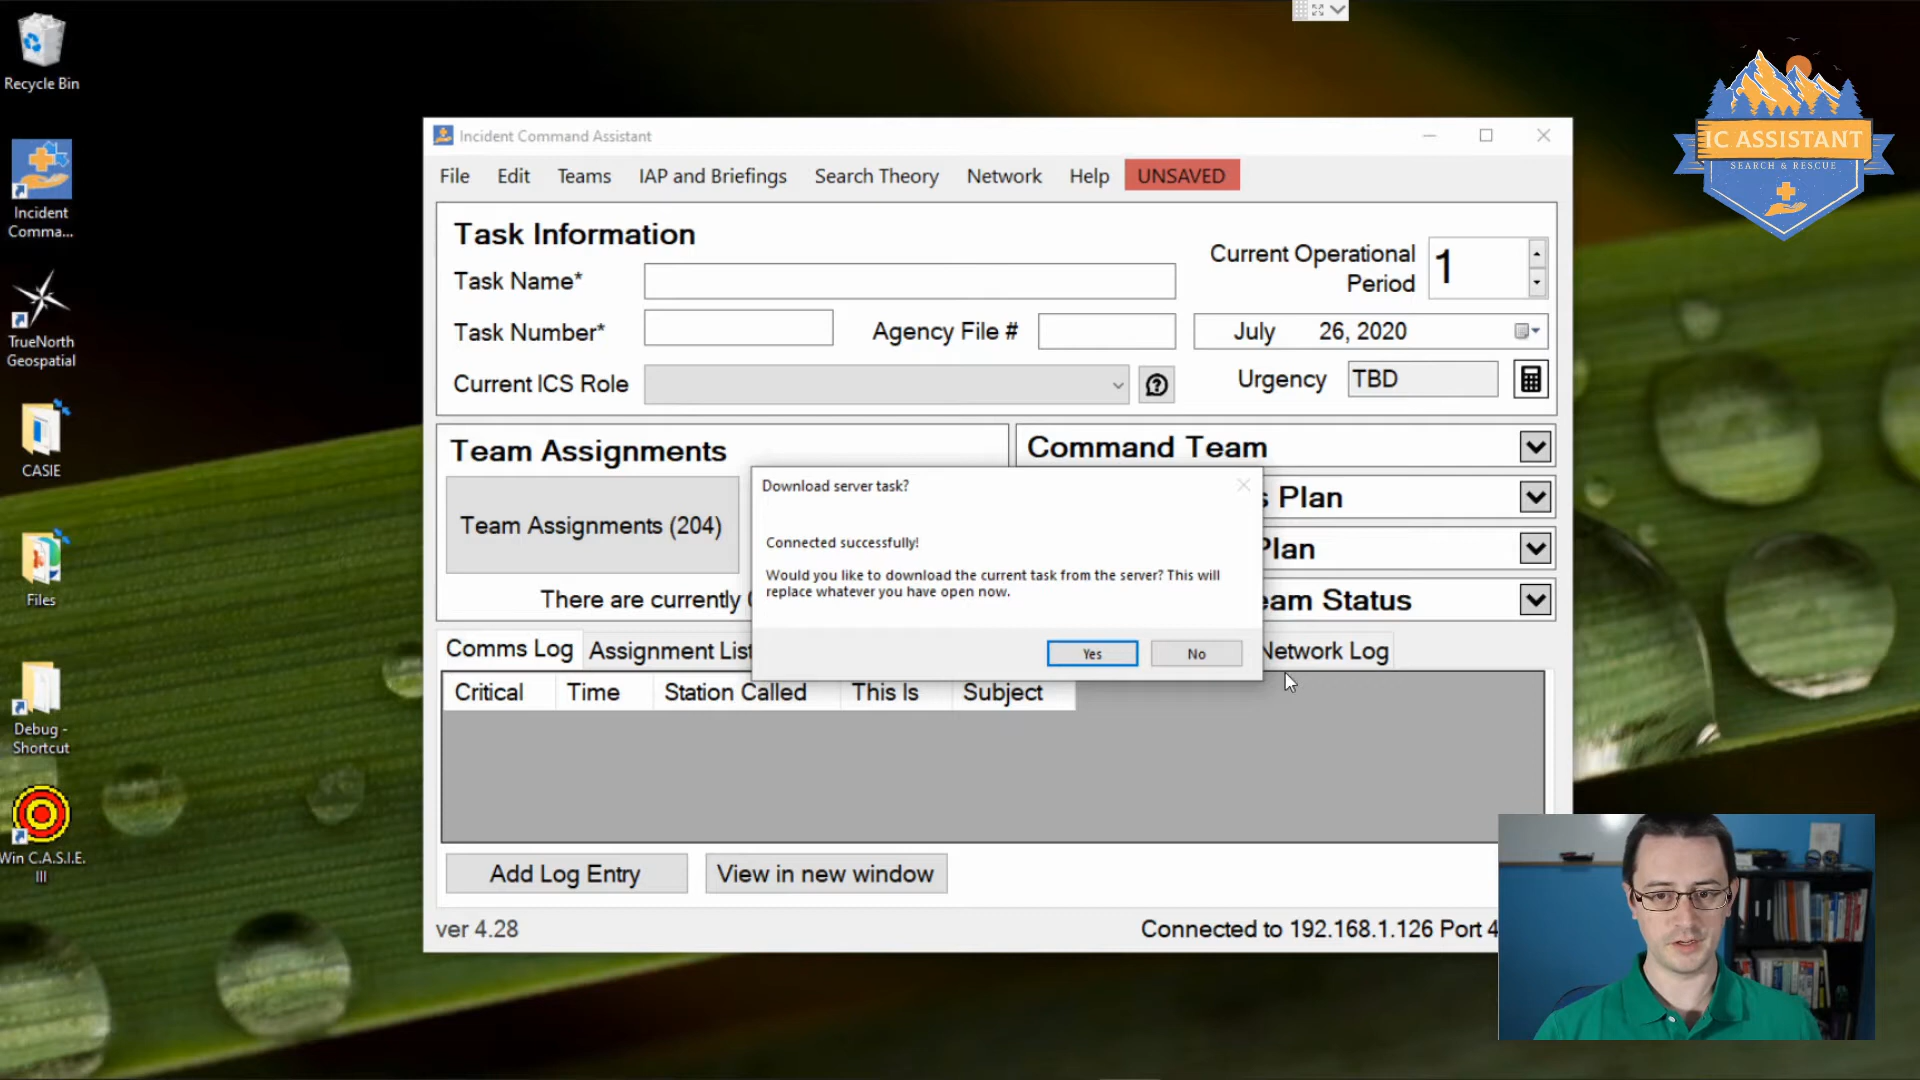 Recycle Bin
Incident
Comma...
TrueNorth
Geospatial
CASIE
Files
Debug -
Shortcut
Win C.A.S.I.E.
III
IC ASSISTANT
SEARCH & RESCUE
Incident Command Assistant
File Edit Teams IAP and Briefings Search Theory Network Help UNSAVED
Task Information
Task Name*
Current Operational
Period
1
Task Number*
Agency File #
July 26, 2020
Current ICS Role
Urgency TBD
Team Assignments
Team Assignments (204)
There are currently
Command Team
s Plan
Plan
eam Status
Download server task?
Connected successfully!
Would you like to download the current task from the server? This will
replace whatever you have open now.
Yes No
Comms Log Assignment List Network Log
Critical Time Station Called This Is Subject
Add Log Entry View in new window
ver 4.28
Connected to 192.168.1.126 Port 4